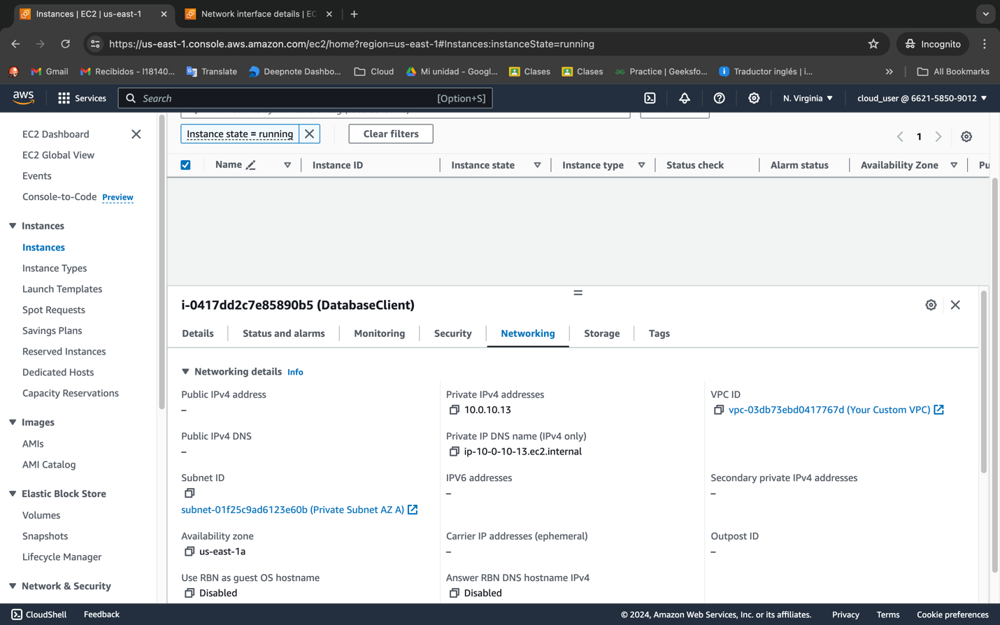 Instances | EC2 | us-east-1
Network interface details | EC
https://us-east-1.console.aws.amazon.com/ec2/home?region=us-east-1#Instances:instanceState=running
Incognito
Gmail
Recibidos - l18140...
Translate
Deepnote Dashbo...
Cloud
Mi unidad - Googl...
Clases
Clases
Practice | Geeksfo...
Traductor inglés | i...
All Bookmarks
aws
Services
Search
[Option+S]
N. Virginia
cloud_user @ 6621-5850-9012
EC2 Dashboard
EC2 Global View
Events
Console-to-Code Preview
Instances
Instances
Instance Types
Launch Templates
Spot Requests
Savings Plans
Reserved Instances
Dedicated Hosts
Capacity Reservations
Images
AMIs
AMI Catalog
Elastic Block Store
Volumes
Snapshots
Lifecycle Manager
Network & Security
Instance state = running
Clear filters
1
Name
Instance ID
Instance state
Instance type
Status check
Alarm status
Availability Zone
Pu
i-0417dd2c7e85890b5 (DatabaseClient)
Details
Status and alarms
Monitoring
Security
Networking
Storage
Tags
Networking details Info
Public IPv4 address
–
Private IPv4 addresses
10.0.10.13
VPC ID
vpc-03db73ebd0417767d (Your Custom VPC)
Public IPv4 DNS
–
Private IP DNS name (IPv4 only)
ip-10-0-10-13.ec2.internal
Subnet ID
subnet-01f25c9ad6123e60b (Private Subnet AZ A)
IPV6 addresses
–
Secondary private IPv4 addresses
–
Availability zone
us-east-1a
Carrier IP addresses (ephemeral)
–
Outpost ID
–
Use RBN as guest OS hostname
Disabled
Answer RBN DNS hostname IPv4
Disabled
CloudShell
Feedback
© 2024, Amazon Web Services, Inc. or its affiliates.
Privacy
Terms
Cookie preferences